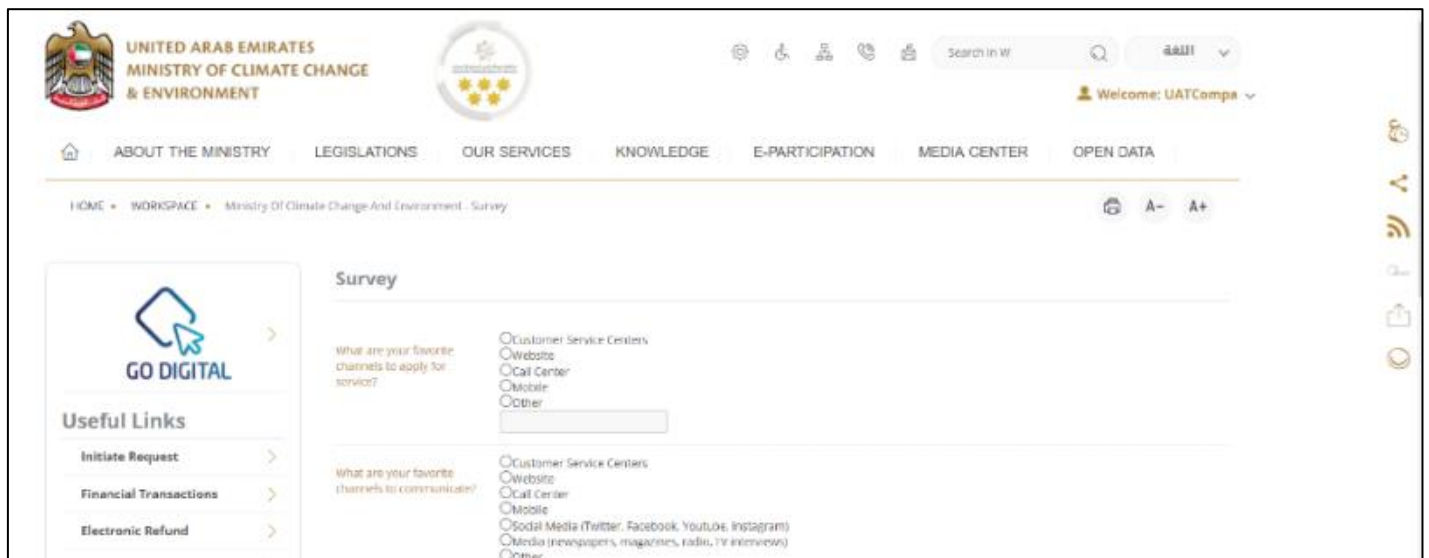 UNITED ARAB EMIRATES
MINISTRY OF CLIMATE CHANGE
& ENVIRONMENT
Search in W
اللغة
Welcome: UATCompa
ABOUT THE MINISTRY
LEGISLATIONS
OUR SERVICES
KNOWLEDGE
E-PARTICIPATION
MEDIA CENTER
OPEN DATA
HOME • WORKSPACE • Ministry Of Climate Change And Environment - Survey
A-
A+
GO DIGITAL
Useful Links
Initiate Request
Financial Transactions
Electronic Refund
Survey
What are your favorite
channels to apply for
service?
Customer Service Centers
Website
Call Center
Mobile
Other
What are your favorite
channels to communicate?
Customer Service Centers
Website
Call Center
Mobile
Social Media (Twitter, Facebook, Youtube, Instagram)
Media (newspapers, magazines, radio, TV interviews)
Other